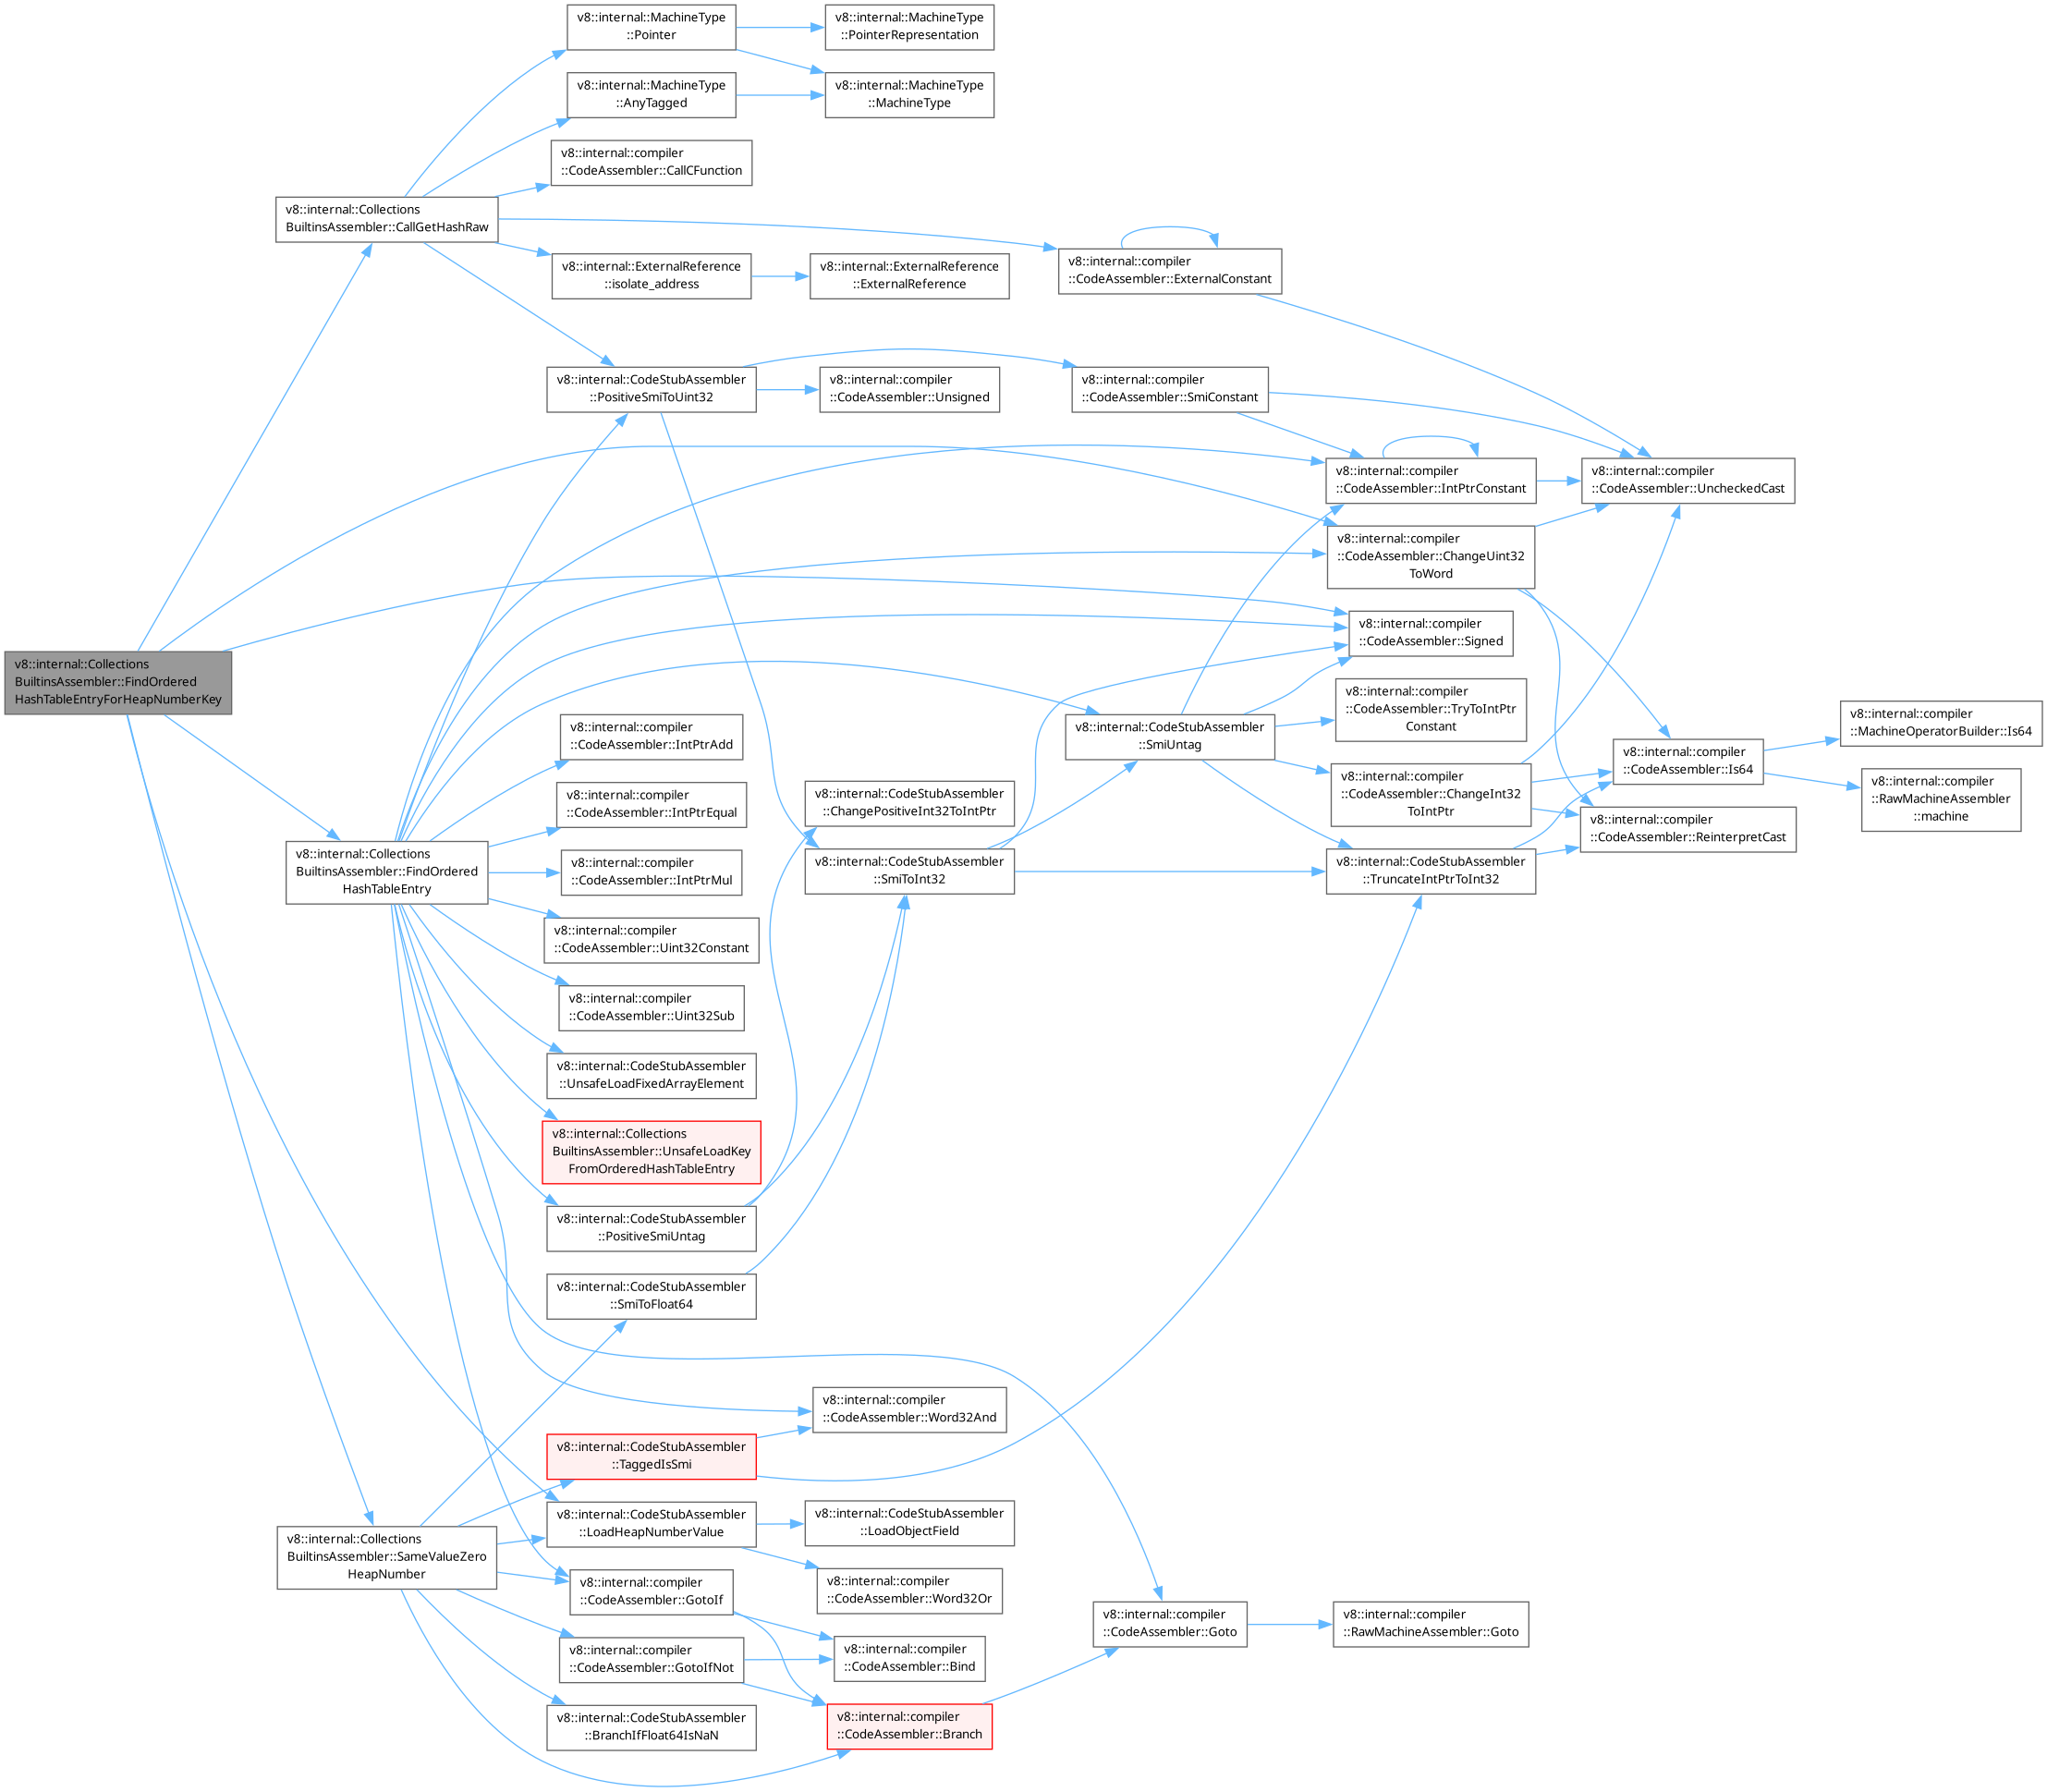 v8::internal::MachineType
::Pointer
v8::internal::MachineType
::PointerRepresentation
v8::internal::MachineType
::AnyTagged
v8::internal::MachineType
::MachineType
v8::internal::compiler
::CodeAssembler::CallCFunction
v8::internal::Collections
BuiltinsAssembler::CallGetHashRaw
v8::internal::ExternalReference
::isolate_address
v8::internal::ExternalReference
::ExternalReference
v8::internal::compiler
::CodeAssembler::ExternalConstant
v8::internal::CodeStubAssembler
::PositiveSmiToUint32
v8::internal::compiler
::CodeAssembler::Unsigned
v8::internal::compiler
::CodeAssembler::SmiConstant
v8::internal::compiler
::CodeAssembler::IntPtrConstant
v8::internal::compiler
::CodeAssembler::UncheckedCast
v8::internal::compiler
::CodeAssembler::ChangeUint32
ToWord
v8::internal::compiler
::CodeAssembler::Signed
v8::internal::Collections
BuiltinsAssembler::FindOrdered
HashTableEntryForHeapNumberKey
v8::internal::compiler
::CodeAssembler::TryToIntPtr
Constant
v8::internal::CodeStubAssembler
::SmiUntag
v8::internal::compiler
::CodeAssembler::IntPtrAdd
v8::internal::compiler
::CodeAssembler::ChangeInt32
ToIntPtr
v8::internal::compiler
::CodeAssembler::Is64
v8::internal::compiler
::MachineOperatorBuilder::Is64
v8::internal::compiler
::RawMachineAssembler
::machine
v8::internal::compiler
::CodeAssembler::IntPtrEqual
v8::internal::CodeStubAssembler
::ChangePositiveInt32ToIntPtr
v8::internal::compiler
::CodeAssembler::ReinterpretCast
v8::internal::Collections
BuiltinsAssembler::FindOrdered
HashTableEntry
v8::internal::compiler
::CodeAssembler::IntPtrMul
v8::internal::CodeStubAssembler
::SmiToInt32
v8::internal::CodeStubAssembler
::TruncateIntPtrToInt32
v8::internal::compiler
::CodeAssembler::Uint32Constant
v8::internal::compiler
::CodeAssembler::Uint32Sub
v8::internal::CodeStubAssembler
::UnsafeLoadFixedArrayElement
v8::internal::Collections
BuiltinsAssembler::UnsafeLoadKey
FromOrderedHashTableEntry
v8::internal::CodeStubAssembler
::PositiveSmiUntag
v8::internal::CodeStubAssembler
::SmiToFloat64
v8::internal::compiler
::CodeAssembler::Word32And
v8::internal::CodeStubAssembler
::TaggedIsSmi
v8::internal::CodeStubAssembler
::LoadHeapNumberValue
v8::internal::CodeStubAssembler
::LoadObjectField
v8::internal::Collections
BuiltinsAssembler::SameValueZero
HeapNumber
v8::internal::compiler
::CodeAssembler::GotoIf
v8::internal::compiler
::CodeAssembler::Word32Or
v8::internal::compiler
::CodeAssembler::Goto
v8::internal::compiler
::RawMachineAssembler::Goto
v8::internal::compiler
::CodeAssembler::GotoIfNot
v8::internal::compiler
::CodeAssembler::Bind
v8::internal::CodeStubAssembler
::BranchIfFloat64IsNaN
v8::internal::compiler
::CodeAssembler::Branch